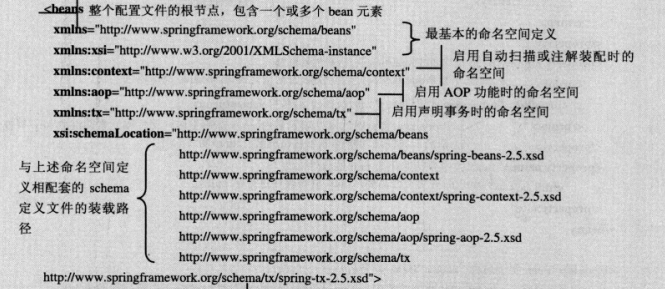 <beans 整个配置文件的根节点，包含一个或多个 bean 元素
xmlns="http://www.springframework.org/schema/beans"
xmlns:xsi="http://www.w3.org/2001/XMLSchema-instance"
最基本的命名空间定义
xmlns:context="http://www.springframework.org/schema/context"
启用自动扫描或注解装配时的
命名空间
xmlns:aop="http://www.springframework.org/schema/aop"
启用 AOP 功能时的命名空间
xmlns:tx="http://www.springframework.org/schema/tx"
启用声明事务时的命名空间
xsi:schemaLocation="http://www.springframework.org/schema/beans
与上述命名空间定
义相配套的 schema
定义文件的装载路
径
http://www.springframework.org/schema/beans/spring-beans-2.5.xsd
http://www.springframework.org/schema/context
http://www.springframework.org/schema/context/spring-context-2.5.xsd
http://www.springframework.org/schema/aop
http://www.springframework.org/schema/aop/spring-aop-2.5.xsd
http://www.springframework.org/schema/tx
http://www.springframework.org/schema/tx/spring-tx-2.5.xsd">